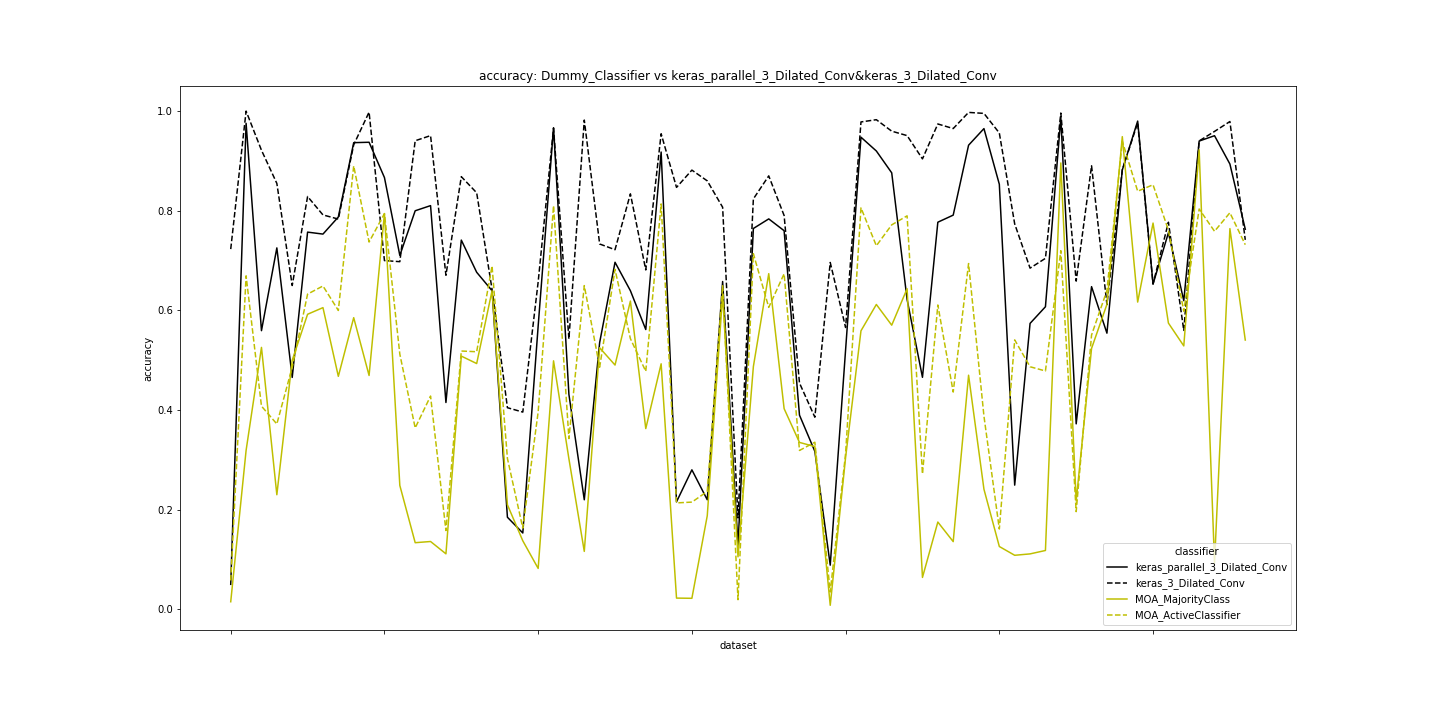 accuracy: Dummy_Classifier vs keras_parallel_3_Dilated_Conv&keras_3_Dilated_Conv
1.0
0.8
0.6
0.4
0.2
0.0
accuracy
dataset
classifier
keras_parallel_3_Dilated_Conv
keras_3_Dilated_Conv
MOA_MajorityClass
MOA_ActiveClassifier